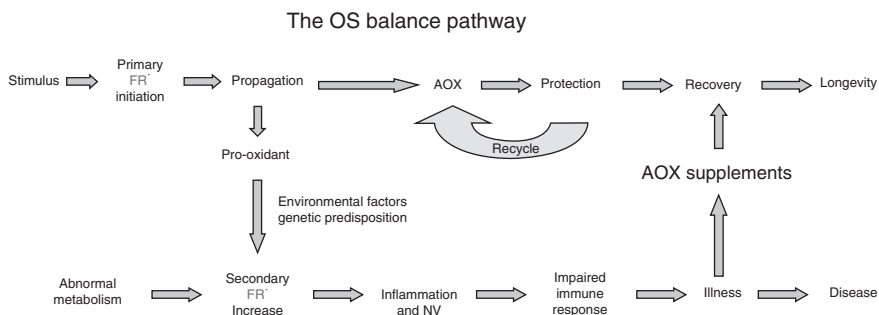 The OS balance pathway
Stimulus
Primary
FR˙
initiation
Propagation
AOX
Protection
Recovery
Longevity
Recycle
Pro-oxidant
AOX supplements
Environmental factors
genetic predisposition
Abnormal
metabolism
Secondary
FR˙
Increase
Inflammation
and NV
Impaired
immune
response
Illness
Disease